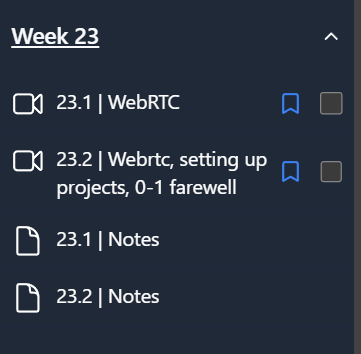 Week 23
23.1 | WebRTC
23.2 | Webrtc, setting up
projects, 0-1 farewell
23.1 | Notes
23.2 | Notes